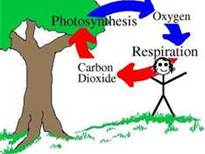 Photosynthesis
Oxygen
Respiration
Carbon
Dioxide